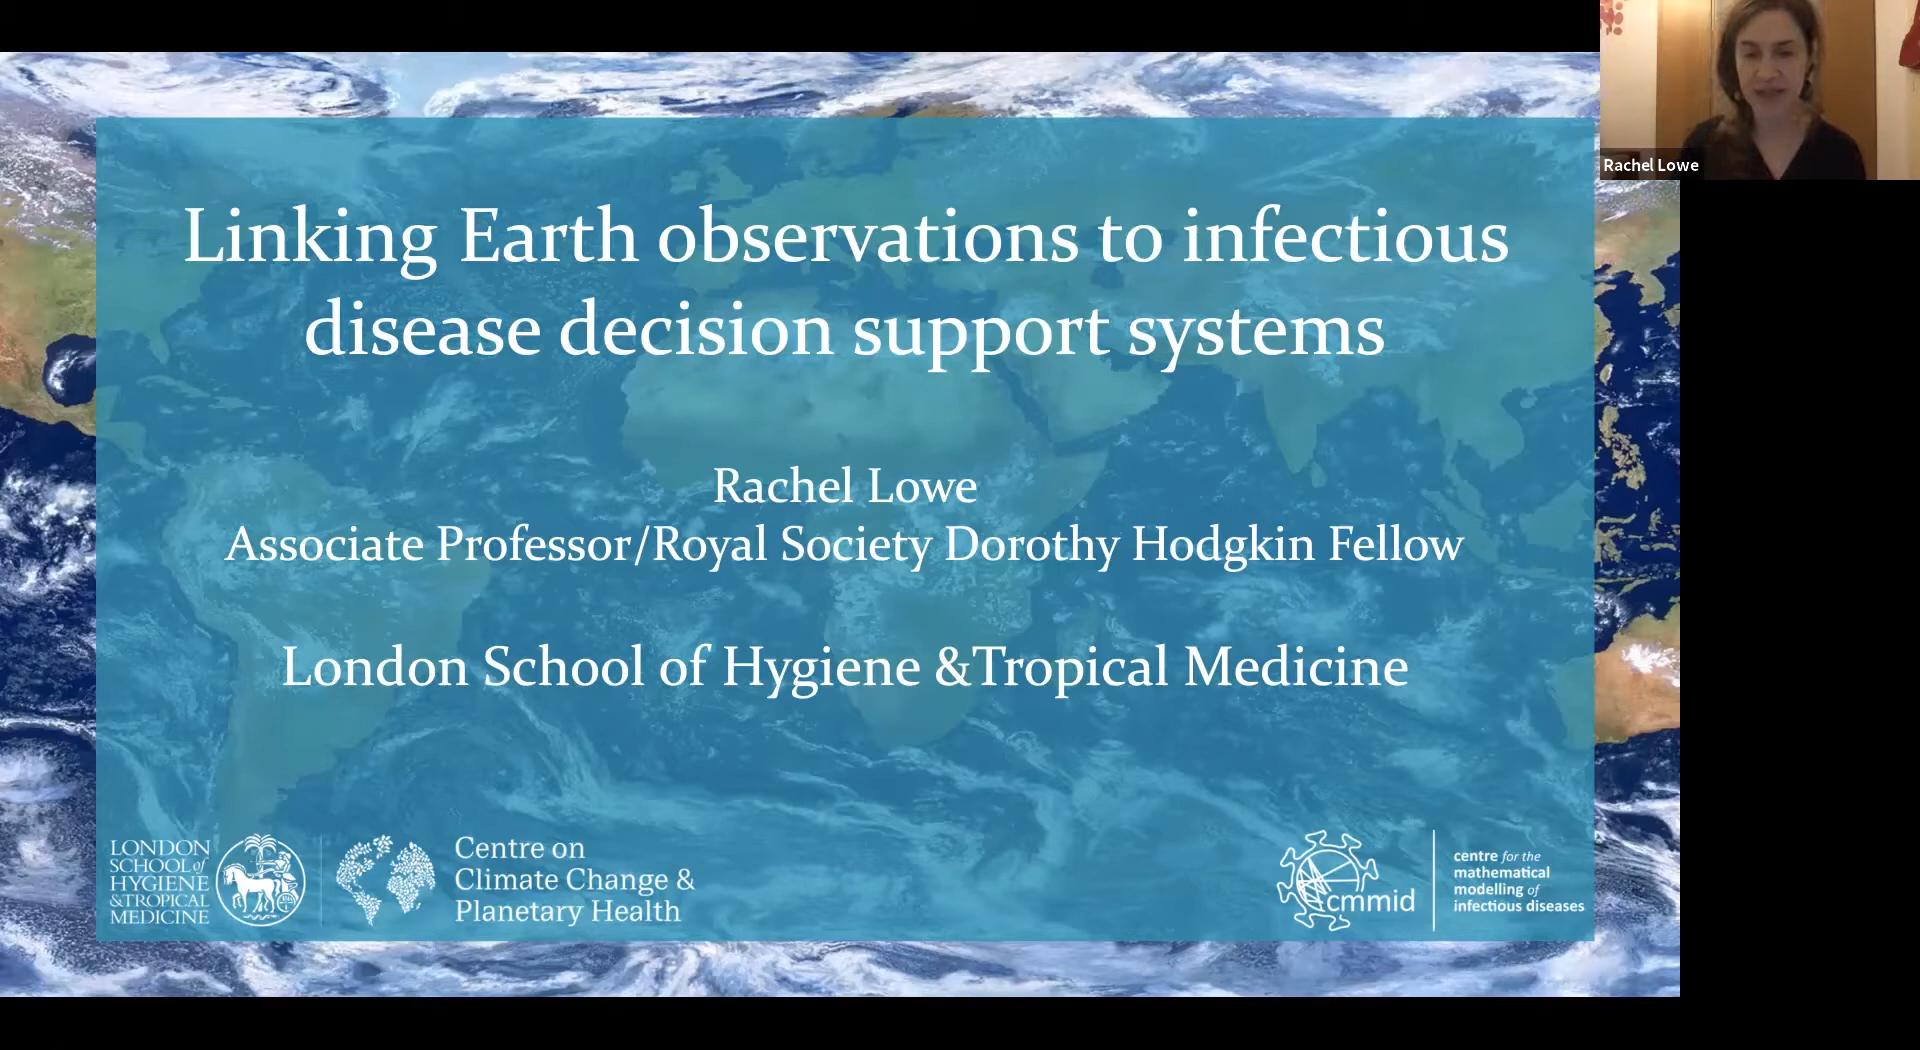 Rachel Lowe
Linking Earth observations to infectious
disease decision support systems
Rachel Lowe
Associate Professor/Royal Society Dorothy Hodgkin Fellow
London School of Hygiene &Tropical Medicine
LONDON
SCHOOL of
HYGIENE
&TROPICAL
MEDICINE
Centre on
Climate Change &
Planetary Health
cmmid
centre for the
mathematical
modelling of
infectious diseases